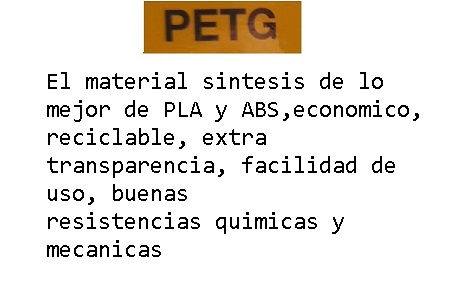 PETG
El material sintesis de lo
mejor de PLA y ABS,economico,
reciclable, extra
transparencia, facilidad de
uso, buenas
resistencias quimicas y
mecanicas